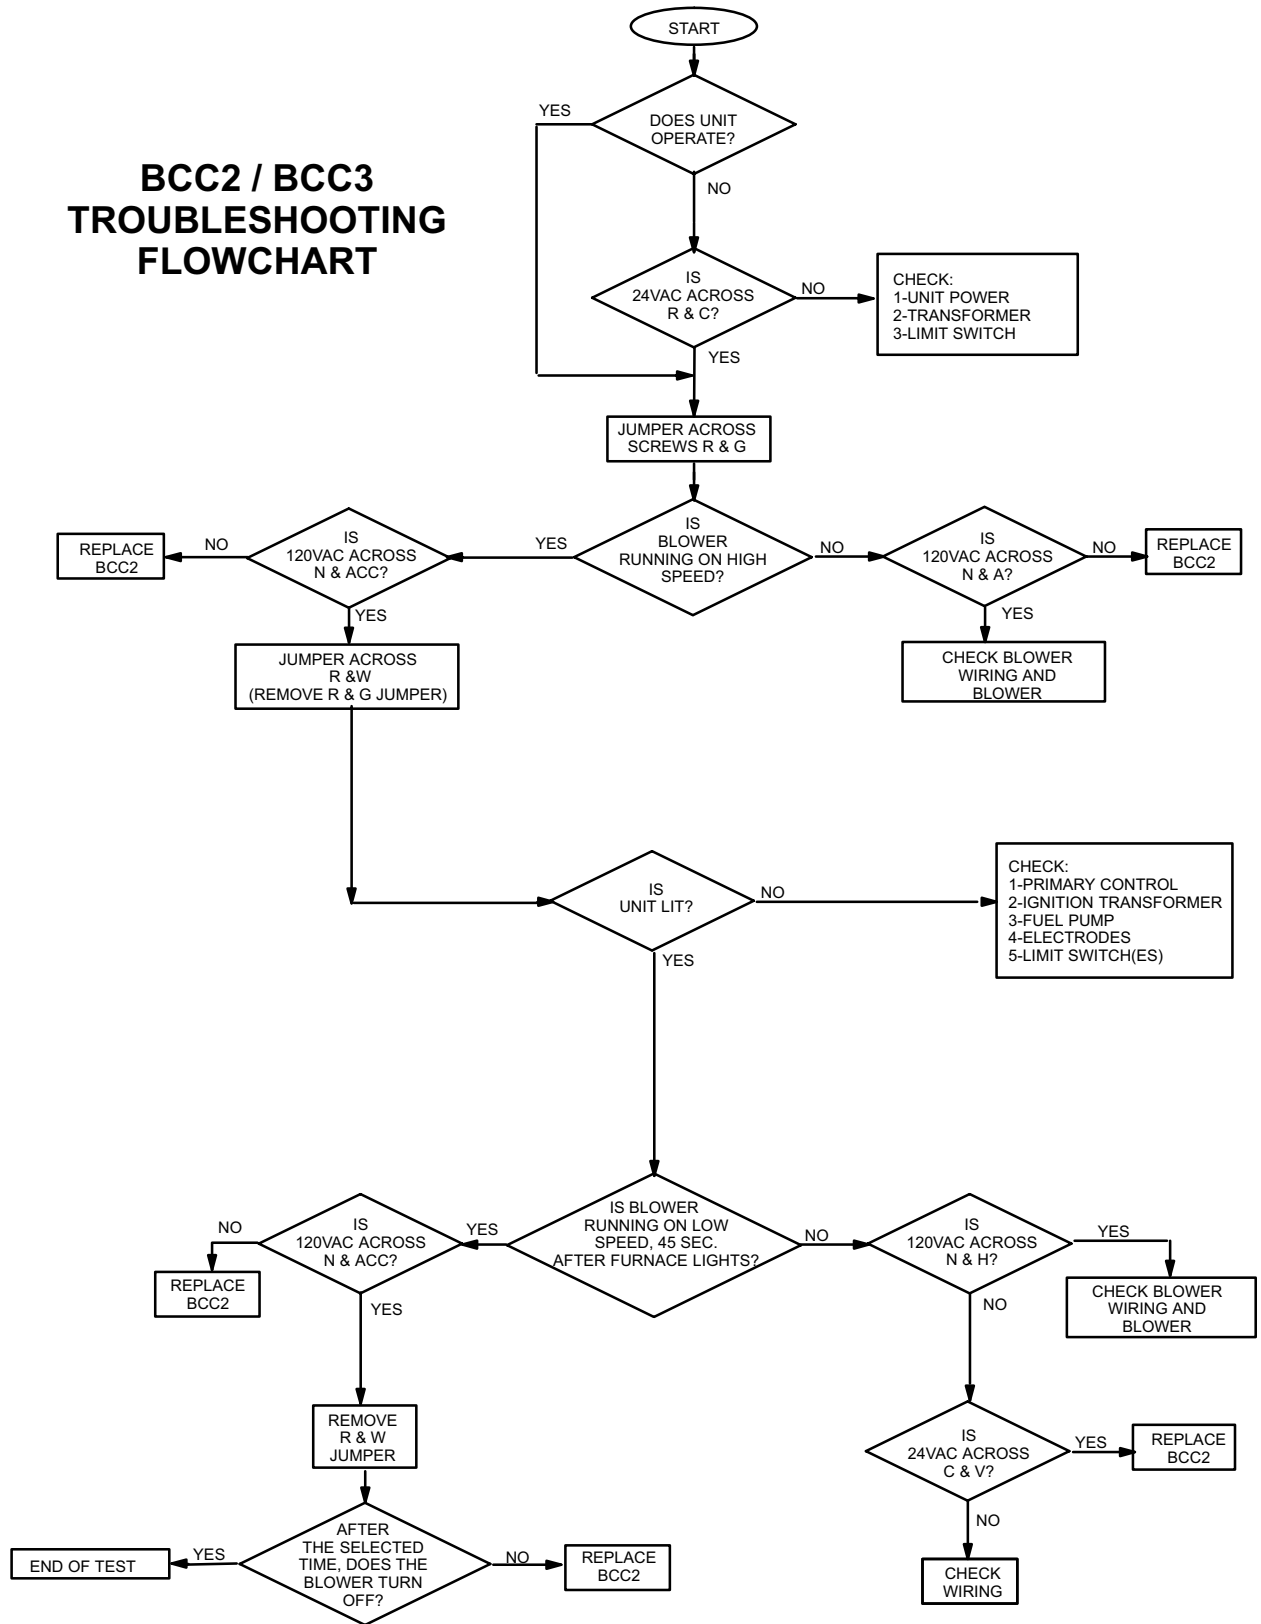 START
YES
DOES UNIT
OPERATE?
BCC2 / BCC3
TROUBLESHOOTING
FLOWCHART
NO
IS
24VAC ACROSS
R & C?
NO
CHECK:
1-UNIT POWER
2-TRANSFORMER
3-LIMIT SWITCH
YES
JUMPER ACROSS
SCREWS R & G
REPLACE
BCC2
NO
IS
120VAC ACROSS
N & ACC?
YES
IS
BLOWER
RUNNING ON HIGH
SPEED?
NO
IS
120VAC ACROSS
N & A?
NO
REPLACE
BCC2
YES
YES
JUMPER ACROSS
R &W
(REMOVE R & G JUMPER)
CHECK BLOWER
WIRING AND
BLOWER
IS
UNIT LIT?
NO
CHECK:
1-PRIMARY CONTROL
2-IGNITION TRANSFORMER
3-FUEL PUMP
4-ELECTRODES
5-LIMIT SWITCH(ES)
YES
NO
IS
120VAC ACROSS
N & ACC?
YES
IS BLOWER
RUNNING ON LOW
SPEED, 45 SEC.
AFTER FURNACE LIGHTS?
NO
IS
120VAC ACROSS
N & H?
YES
REPLACE
BCC2
YES
NO
CHECK BLOWER
WIRING AND
BLOWER
REMOVE
R & W
JUMPER
IS
24VAC ACROSS
C & V?
YES
REPLACE
BCC2
NO
END OF TEST
YES
AFTER
THE SELECTED
TIME, DOES THE
BLOWER TURN
OFF?
NO
REPLACE
BCC2
CHECK
WIRING